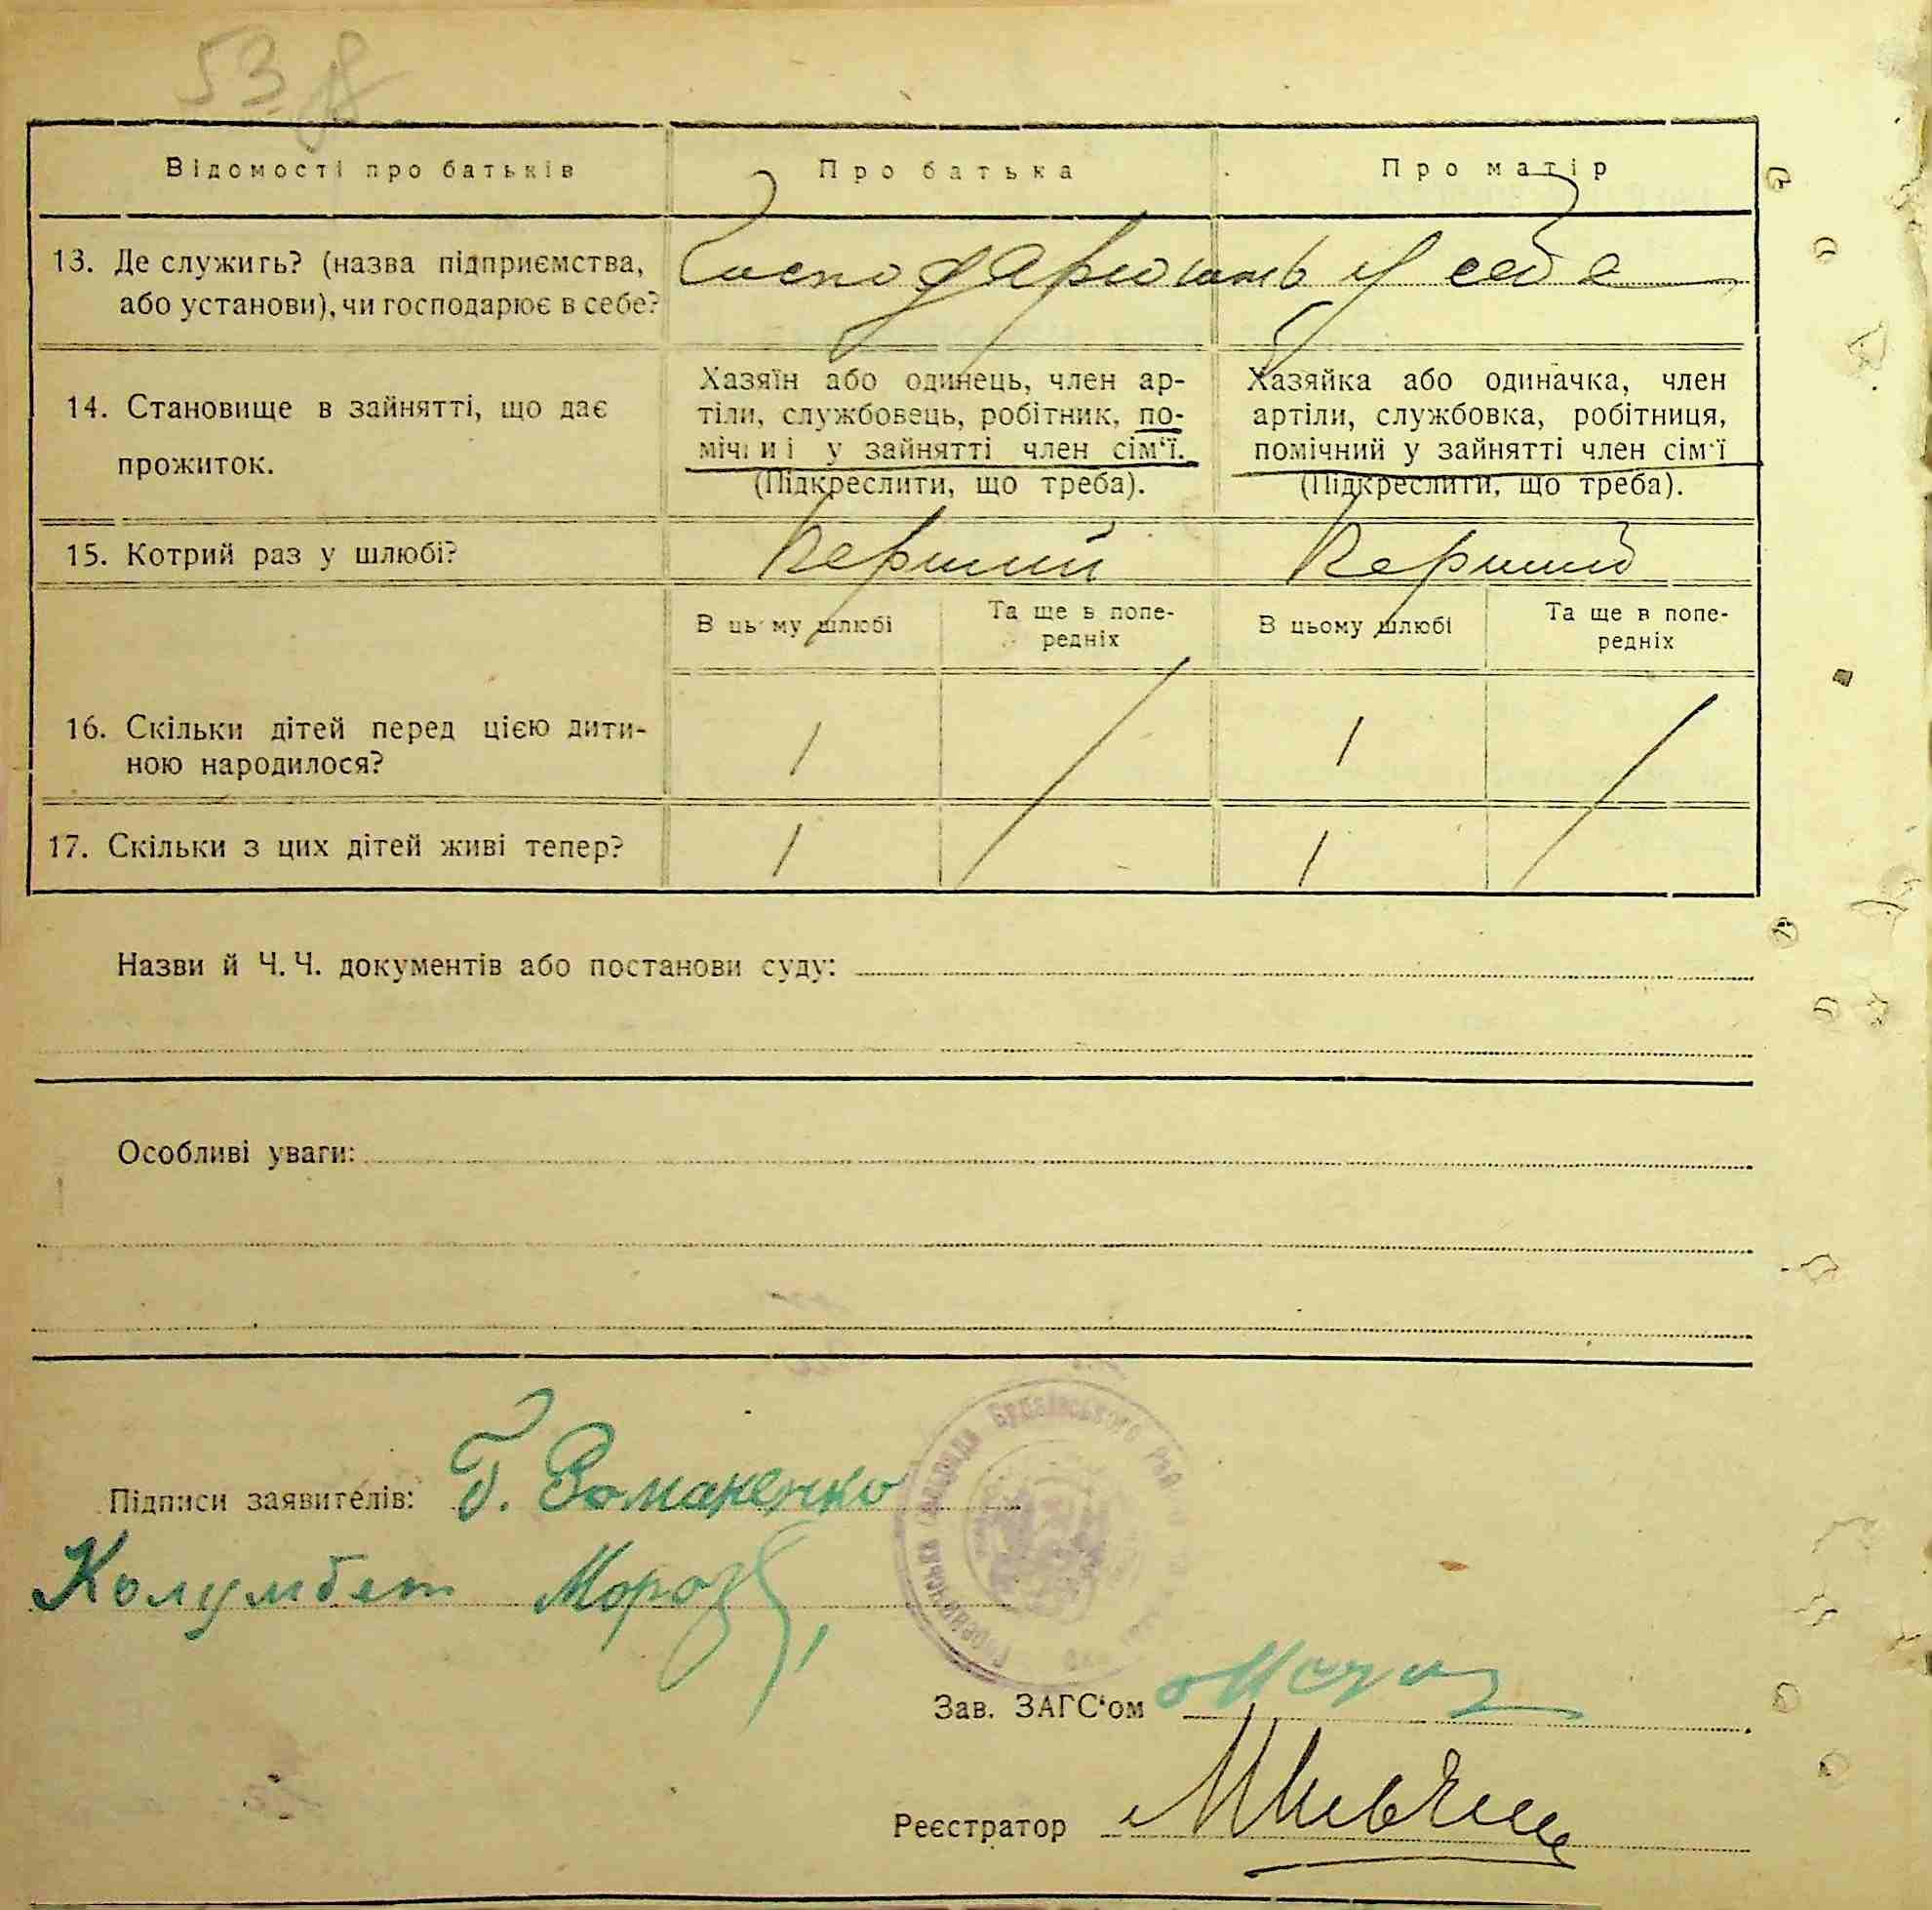 53
Відомості про батьків
Про батька
Про матір
13. Де служить? (назва підприємства,
або установи), чи господарює в себе?
Господарюють у себе
14. Становище в зайнятті, що дає
прожиток.
Хазяїн або одинець, член ар-
тіли, службовець, робітник, по-
мічниі у зайнятті член сім‘ї.
(Підкреслити, що треба).
Хазяйка або одиначка, член
артіли, службовка, робітниця,
помічний у зайнятті член сім‘ї
(Підкреслити, що треба).
15. Котрий раз у шлюбі?
Перший
Перший
В цьму шлюбі
Та ще в попе-
редніх
В цьому шлюбі
Та ще в попе-
редніх
16. Скільки дітей перед цією дити-
ною народилося?
1
1
17. Скільки з цих дітей живі тепер?
1
1
Назви й Ч. Ч. документів або постанови суду:
Особливі уваги:
Підписи заявителів: Г. Романенко
Колумбет Мороз
Зав. ЗАГС‘ом
Реєстратор